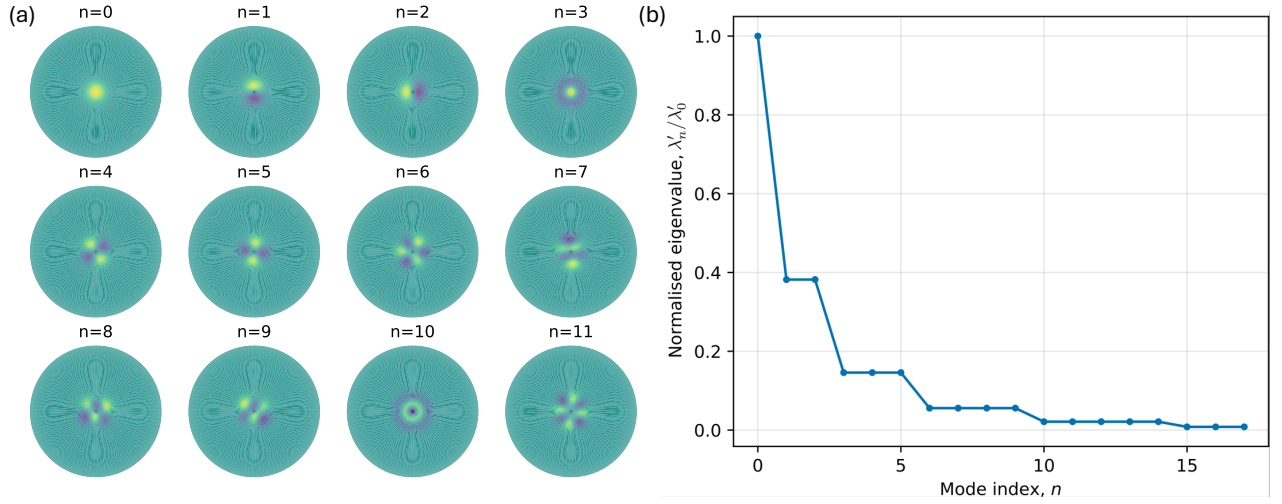 (a)
n=0 n=1 n=2 n=3
n=4 n=5 n=6 n=7
n=8 n=9 n=10 n=11
(b)
Normalised eigenvalue, λ′ₙ/λ′₀
1.0
0.8
0.6
0.4
0.2
0.0
0 5 10 15
Mode index, n